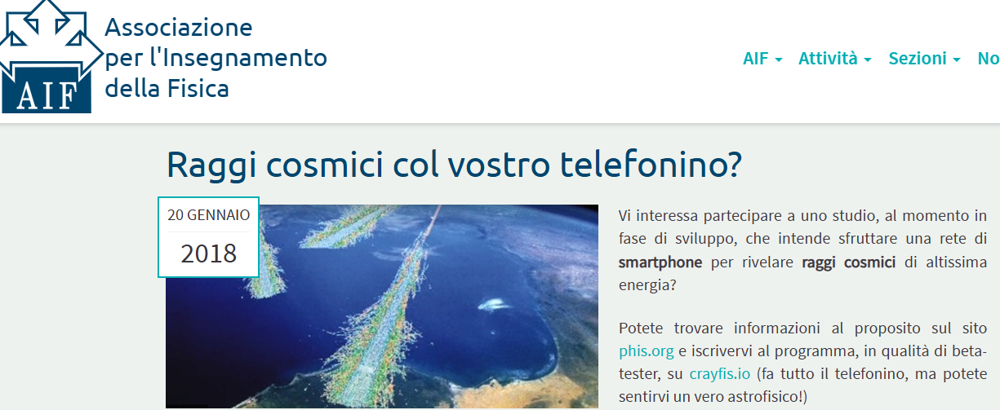 Associazione
per l'Insegnamento
della Fisica
AIF
AIF Attività Sezioni No
Raggi cosmici col vostro telefonino?
20 GENNAIO
2018
Vi interessa partecipare a uno studio, al momento in
fase di sviluppo, che intende sfruttare una rete di
smartphone per rivelare raggi cosmici di altissima
energia?
Potete trovare informazioni al proposito sul sito
phis.org e iscrivervi al programma, in qualità di beta-
tester, su crayfis.io (fa tutto il telefonino, ma potete
sentirvi un vero astrofisico!)